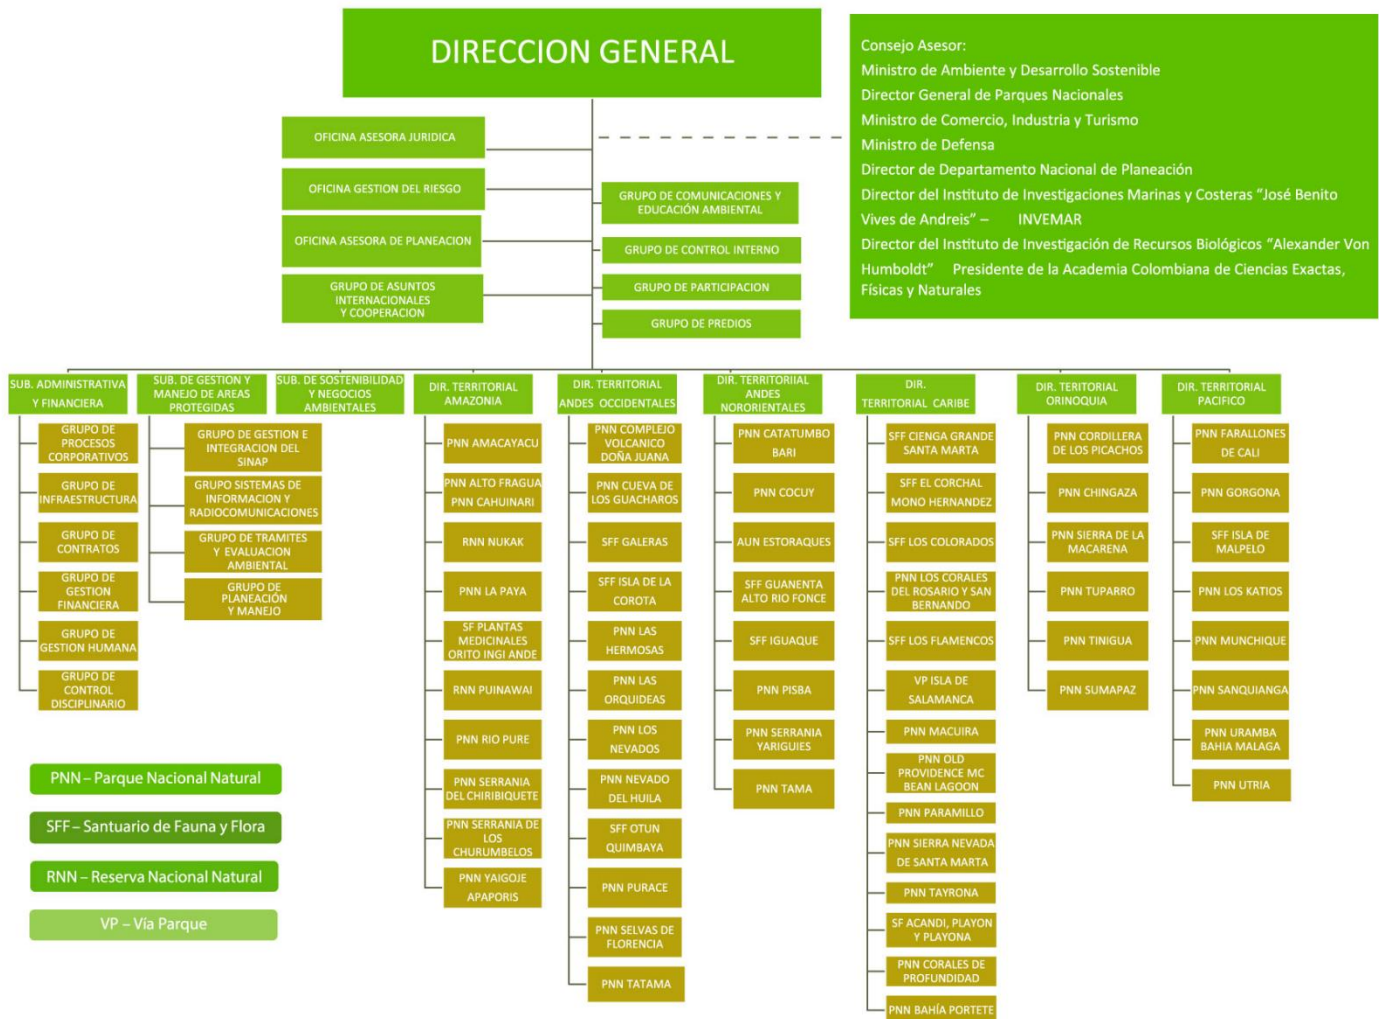 DIRECCION GENERAL
Consejo Asesor:
Ministro de Ambiente y Desarrollo Sostenible
Director General de Parques Nacionales
Ministro de Comercio, Industria y Turismo
Ministro de Defensa
Director de Departamento Nacional de Planeación
Director del Instituto de Investigaciones Marinas y Costeras “José Benito
Vives de Andreis” – INVEMAR
Director del Instituto de Investigación de Recursos Biológicos “Alexander Von
Humboldt” Presidente de la Academia Colombiana de Ciencias Exactas,
Físicas y Naturales
OFICINA ASESORA JURIDICA
OFICINA GESTION DEL RIESGO
OFICINA ASESORA DE PLANEACION
GRUPO DE ASUNTOS
INTERNACIONALES
Y COOPERACION
GRUPO DE COMUNICACIONES Y
EDUCACIÓN AMBIENTAL
GRUPO DE CONTROL INTERNO
GRUPO DE PARTICIPACION
GRUPO DE PREDIOS
SUB. ADMINISTRATIVA
Y FINANCIERA
GRUPO DE
PROCESOS
CORPORATIVOS
GRUPO DE
INFRAESTRUCTURA
GRUPO DE
CONTRATOS
GRUPO DE
GESTION
FINANCIERA
GRUPO DE
GESTION HUMANA
GRUPO DE
CONTROL
DISCIPLINARIO
SUB. DE GESTION Y
MANEJO DE AREAS
PROTEGIDAS
GRUPO DE GESTION E
INTEGRACION DEL
SINAP
GRUPO SISTEMAS DE
INFORMACION Y
RADIOCOMUNICACIONES
GRUPO DE TRAMITES
Y EVALUACION
AMBIENTAL
GRUPO DE
PLANEACIÓN
Y MANEJO
SUB. DE SOSTENIBILIDAD
Y NEGOCIOS
AMBIENTALES
DIR. TERRITORIAL
AMAZONIA
PNN AMACAYACU
PNN ALTO FRAGUA
PNN CAHUINARI
RNN NUKAK
PNN LA PAYA
SF PLANTAS
MEDICINALES
ORITO INGI ANDE
RNN PUINAWAI
PNN RIO PURE
PNN SERRANIA
DEL CHIRIBIQUETE
PNN SERRANIA DE
LOS
CHURUMBELOS
PNN YAIGOJE
APAPORIS
DIR. TERRITORIAL
ANDES OCCIDENTALES
PNN COMPLEJO
VOLCANICO
DOÑA JUANA
PNN CUEVA DE
LOS GUACHAROS
SFF GALERAS
SFF ISLA DE LA
COROTA
PNN LAS
HERMOSAS
PNN LAS
ORQUIDEAS
PNN LOS
NEVADOS
PNN NEVADO
DEL HUILA
SFF OTUN
QUIMBAYA
PNN PURACE
PNN SELVAS DE
FLORENCIA
PNN TATAMA
DIR. TERRITORIIAL
ANDES
NORORIENTALES
PNN CATATUMBO
BARI
PNN COCUY
AUN ESTORAQUES
SFF GUANENTA
ALTO RIO FONCE
SFF IGUAQUE
PNN PISBA
PNN SERRANIA
YARIGUIES
PNN TAMA
DIR.
TERRITORIAL CARIBE
SFF CIENGA GRANDE
SANTA MARTA
SFF EL CORCHAL
MONO HERNANDEZ
SFF LOS COLORADOS
PNN LOS CORALES
DEL ROSARIO Y SAN
BERNANDO
SFF LOS FLAMENCOS
VP ISLA DE
SALAMANCA
PNN MACUIRA
PNN OLD
PROVIDENCE MC
BEAN LAGOON
PNN PARAMILLO
PNN SIERRA NEVADA
DE SANTA MARTA
PNN TAYRONA
SF ACANDI, PLAYON
Y PLAYONA
PNN CORALES DE
PROFUNDIDAD
PNN BAHÍA PORTETE
DIR. TERITORIAL
ORINOQUIA
PNN CORDILLERA
DE LOS PICACHOS
PNN CHINGAZA
PNN SIERRA DE LA
MACARENA
PNN TUPARRO
PNN TINIGUA
PNN SUMAPAZ
DIR. TERRITORIAL
PACIFICO
PNN FARALLONES
DE CALI
PNN GORGONA
SFF ISLA DE
MALPELO
PNN LOS KATIOS
PNN MUNCHIQUE
PNN SANQUIANGA
PNN URAMBA
BAHIA MALAGA
PNN UTRIA
PNN – Parque Nacional Natural
SFF – Santuario de Fauna y Flora
RNN – Reserva Nacional Natural
VP – Vía Parque